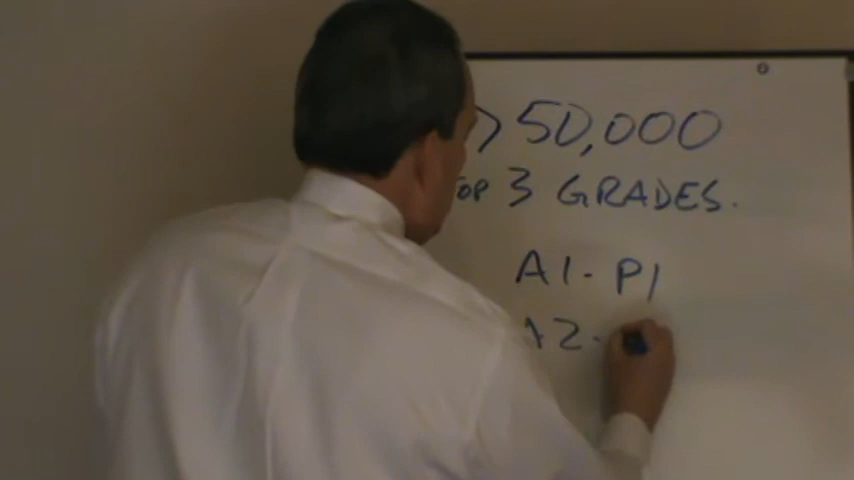 > 50,000
OP 3 GRADES.
A1- P1
A2-